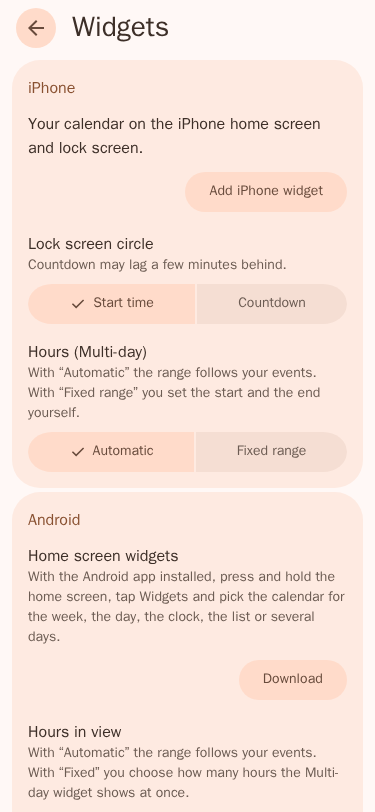 Widgets
iPhone
Your calendar on the iPhone home screen
and lock screen.
Add iPhone widget
Lock screen circle
Countdown may lag a few minutes behind.
Start time
Countdown
Hours (Multi-day)
With “Automatic” the range follows your events.
With “Fixed range” you set the start and the end
yourself.
Automatic
Fixed range
Android
Home screen widgets
With the Android app installed, press and hold the
home screen, tap Widgets and pick the calendar for
the week, the day, the clock, the list or several
days.
Download
Hours in view
With “Automatic” the range follows your events.
With “Fixed” you choose how many hours the Multi-
day widget shows at once.